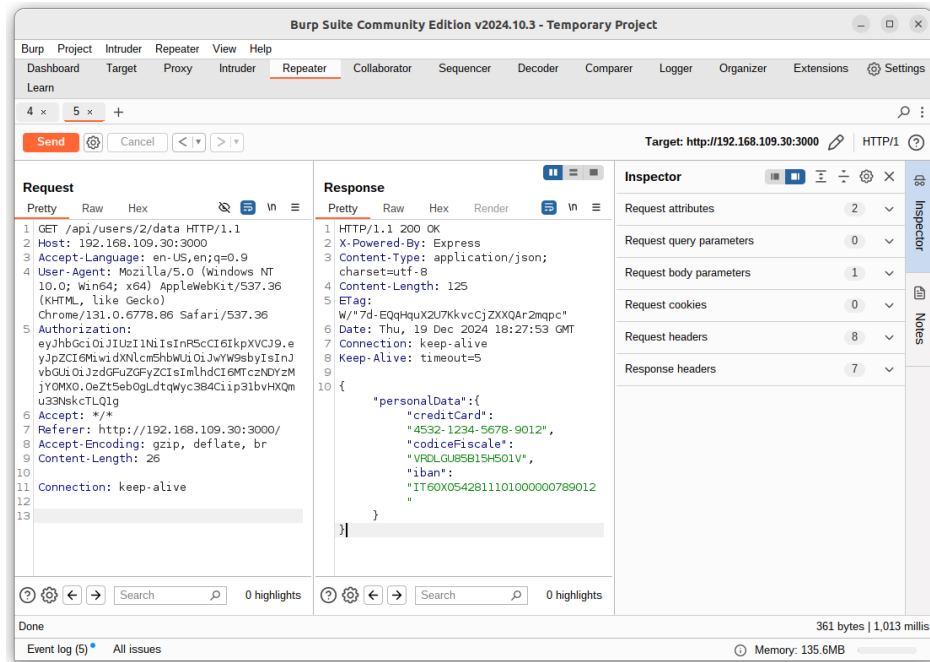 Burp Suite Community Edition v2024.10.3 - Temporary Project
Burp Project Intruder Repeater View Help
Dashboard Target Proxy Intruder Repeater Collaborator Sequencer Decoder Comparer Logger Organizer Extensions Settings
Learn
4 × 5 × +
Send Cancel < > Target: http://192.168.109.30:3000 HTTP/1
Request
Pretty Raw Hex \n
1 GET /api/users/2/data HTTP/1.1
2 Host: 192.168.109.30:3000
3 Accept-Language: en-US,en;q=0.9
4 User-Agent: Mozilla/5.0 (Windows NT
10.0; Win64; x64) AppleWebKit/537.36
(KHTML, like Gecko)
Chrome/131.0.6778.86 Safari/537.36
5 Authorization:
eyJhbGciOiJIUzI1NiIsInR5cCI6IkpXVCJ9.e
yJpZCI6MiwidXNlcm5hbWUiOiJwYW9sbyIsInJ
vbGUiOiJzdGFuZGFyZCIsImlhdCI6MTczNDYzM
jY0MX0.OeZt5eb0gLdtqWyc384Ciip31bvHXQm
u33NskcTLQ1g
6 Accept: */*
7 Referer: http://192.168.109.30:3000/
8 Accept-Encoding: gzip, deflate, br
9 Content-Length: 26
10
11 Connection: keep-alive
12
13
Search 0 highlights
Response
Pretty Raw Hex Render \n
1 HTTP/1.1 200 OK
2 X-Powered-By: Express
3 Content-Type: application/json;
charset=utf-8
4 Content-Length: 125
5 ETag:
W/"7d-EQqHquX2U7KkvcCjZXXQAr2mqpc"
6 Date: Thu, 19 Dec 2024 18:27:53 GMT
7 Connection: keep-alive
8 Keep-Alive: timeout=5
9
10 {
"personalData":{
"creditCard":
"4532-1234-5678-9012",
"codiceFiscale":
"VRDLGU85B15H501V",
"iban":
"IT60X0542811101000000789012
"
}
}
Search 0 highlights
Inspector
Request attributes 2
Request query parameters 0
Request body parameters 1
Request cookies 0
Request headers 8
Response headers 7
Inspector
Notes
Done 361 bytes | 1,013 millis
Event log (5) All issues Memory: 135.6MB